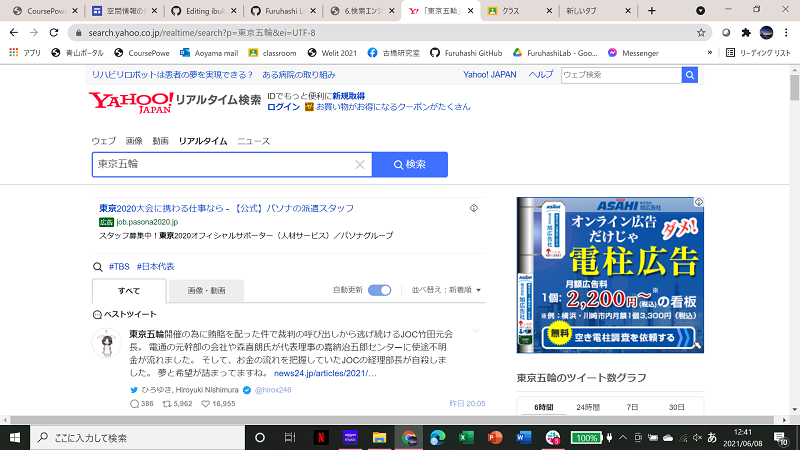 CoursePowe
空間情報の
Editing ibuk
Furuhashi La
6.検索エンジ
「東京五輪」
クラス
新しいタブ
search.yahoo.co.jp/realtime/search?p=東京五輪&ei=UTF-8
アプリ
青山ポータル
CoursePowe
Aoyama mail
classroom
Welit 2021
古橋研究室
Furuhashi GitHub
FuruhashiLab - Goo...
Messenger
»
リーディング リスト
リハビリロボットは患者の夢を実現できる? ある病院の取り組み
Yahoo! JAPAN
ヘルプ
ウェブ検索
YAHOO! JAPAN リアルタイム検索
IDでもっと便利に新規取得
ログイン お買い物がお得になるクーポンがたくさん
ウェブ 画像 動画 リアルタイム ニュース
東京五輪
検索
東京2020大会に携わる仕事なら - 【公式】パソナの派遣スタッフ
広告 job.pasona2020.jp
スタッフ募集中!東京2020オフィシャルサポーター(人材サービス)/パソナグループ
#TBS #日本代表
すべて
画像・動画
自動更新
並べ替え:新着順
ベストツイート
東京五輪開催の為に賄賂を配った件で裁判の呼び出しから逃げ続けるJOC竹田元会
長。 電通の元幹部の会社や森喜朗氏が代表理事の嘉納治五郎センターに使途不明
金が流れました。 そして、お金の流れを把握していたJOCの経理部長が自殺しま
した。 夢と希望が詰まってますね。 news24.jp/articles/2021/…
ひろゆき, Hiroyuki Nishimura @hirox246
386 5,962 16,955
昨日 20:05
ASAHI 株式会社 旭広告社
オンライン広告
だけじゃ
ダメ!
電柱広告
月額広告料
1個:2,200円~(税込)※の看板
※例:横浜・川崎市内月額1個3,300円(税込)
無料 空き電柱調査を依頼する
東京五輪のツイート数グラフ
6時間 24時間 7日 30日
ここに入力して検索
100%
あ
12:41
2021/06/08